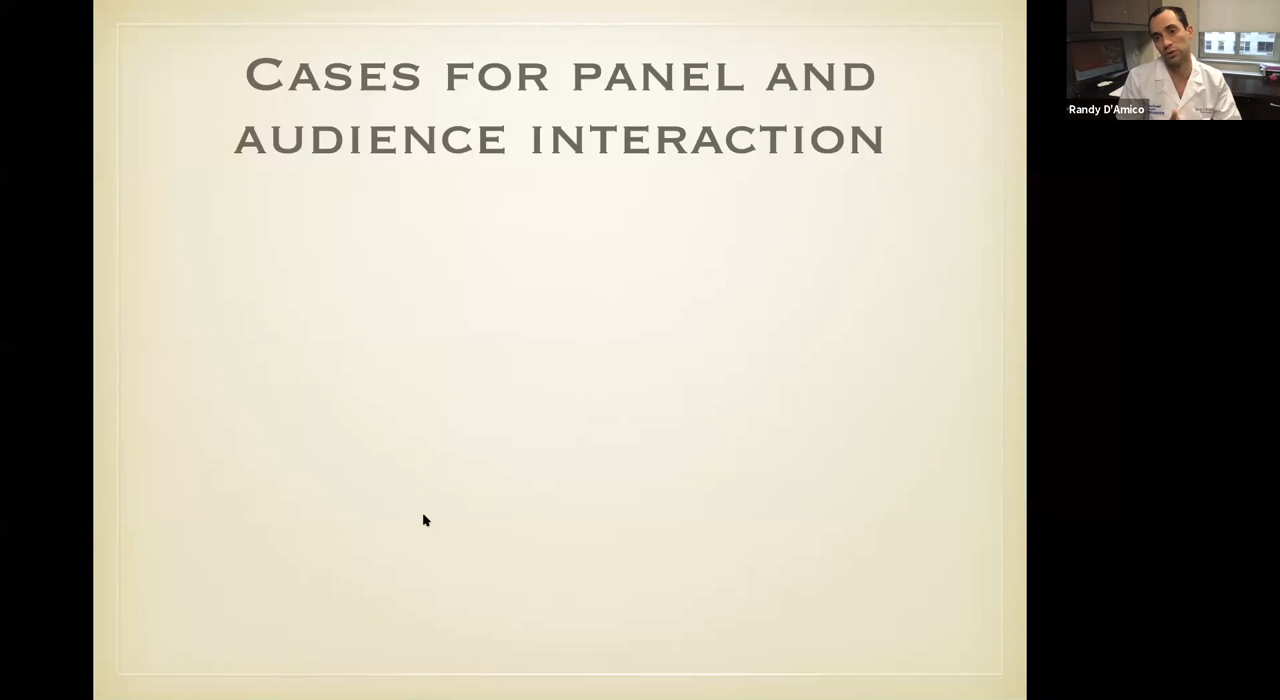 Cases for panel and
audience interaction
Randy D'Amico